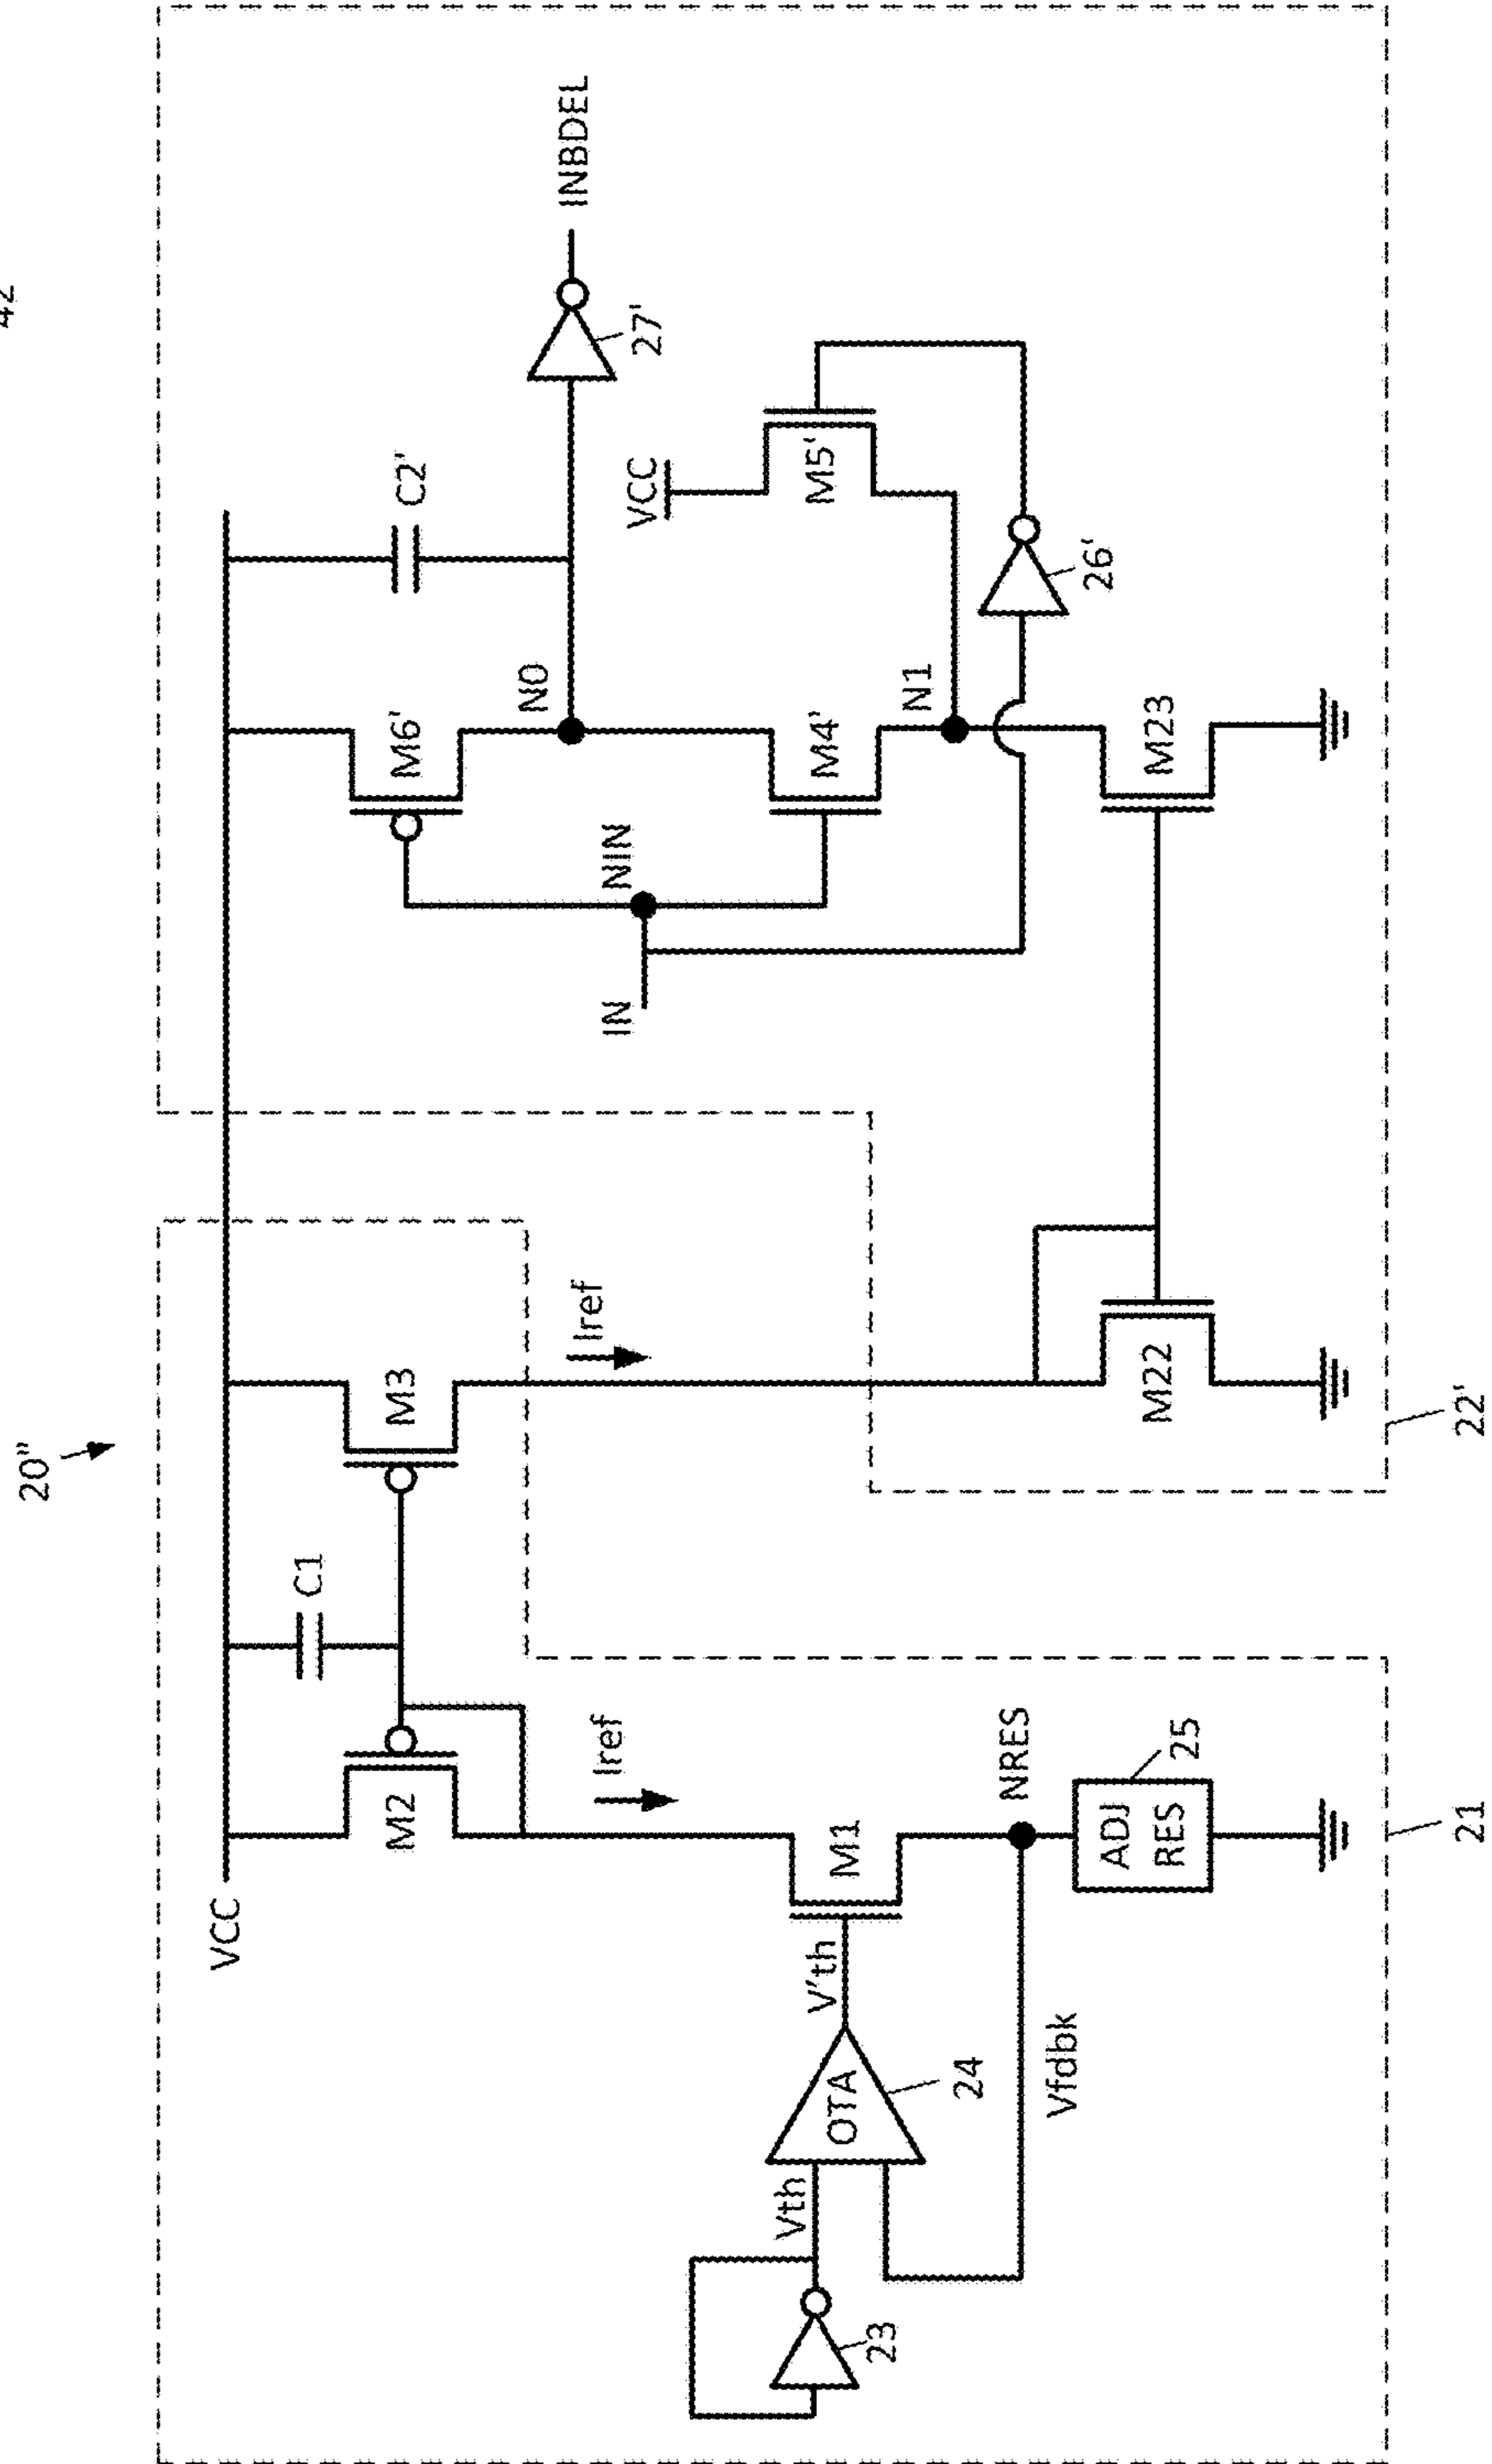 42
20"
VCC
C1
M2
M3
Iref
Iref
M1
V'th
Vth
OTA
24
23
Vfdbk
NRES
ADJ
RES
25
21
M22
22'
IN
NIN
M6'
N0
C2'
27'
INBDEL
M4'
VCC
M5'
N1
26'
M23